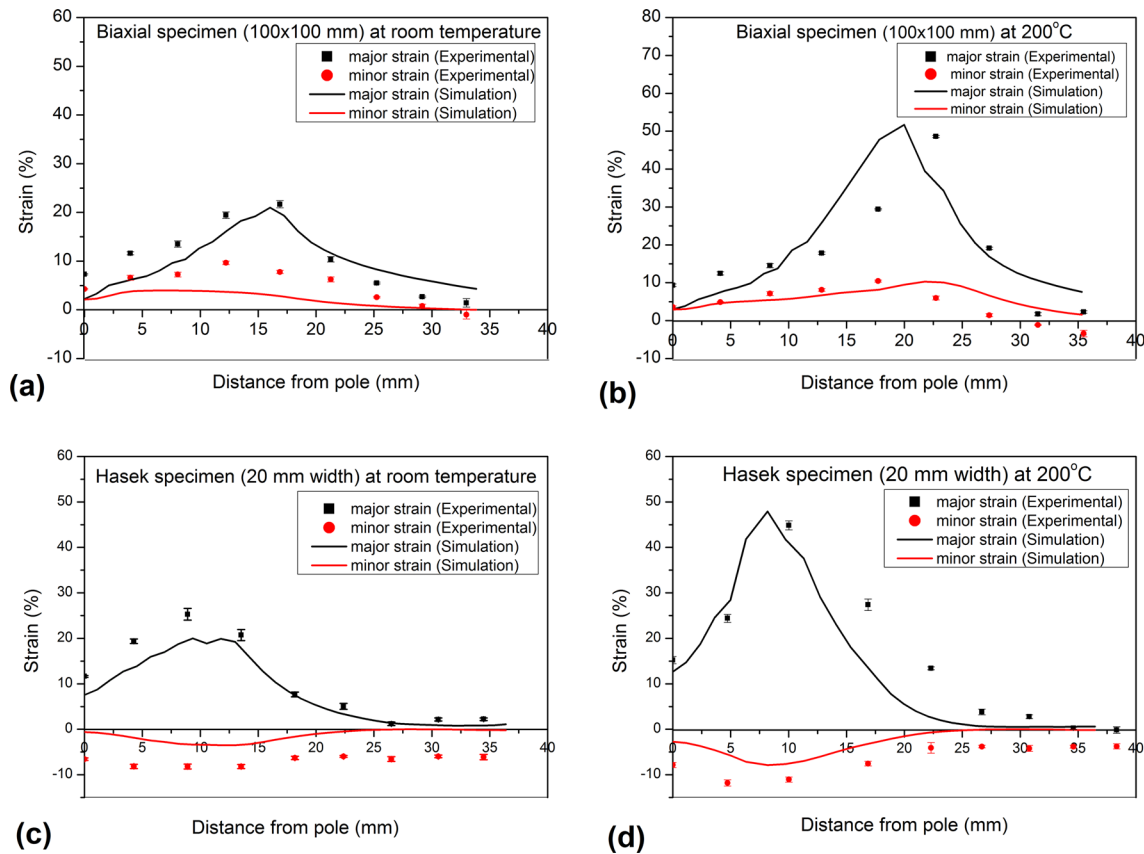 Biaxial specimen (100x100 mm) at room temperature
major strain (Experimental)
minor strain (Experimental)
major strain (Simulation)
minor strain (Simulation)
60
50
40
30
20
10
0
-10
0 5 10 15 20 25 30 35 40
Strain (%)
Distance from pole (mm)
(a)
Biaxial specimen (100x100 mm) at 200°C
major strain (Experimental)
minor strain (Experimental)
major strain (Simulation)
minor strain (Simulation)
80
70
60
50
40
30
20
10
0
-10
0 5 10 15 20 25 30 35 40
Strain (%)
Distance from pole (mm)
(b)
Hasek specimen (20 mm width) at room temperature
major strain (Experimental)
minor strain (Experimental)
major strain (Simulation)
minor strain (Simulation)
60
50
40
30
20
10
0
-10
0 5 10 15 20 25 30 35 40
Strain (%)
Distance from pole (mm)
(c)
Hasek specimen (20 mm width) at 200°C
major strain (Experimental)
minor strain (Experimental)
major strain (Simulation)
minor strain (Simulation)
60
50
40
30
20
10
0
-10
0 5 10 15 20 25 30 35 40
Strain (%)
Distance from pole (mm)
(d)